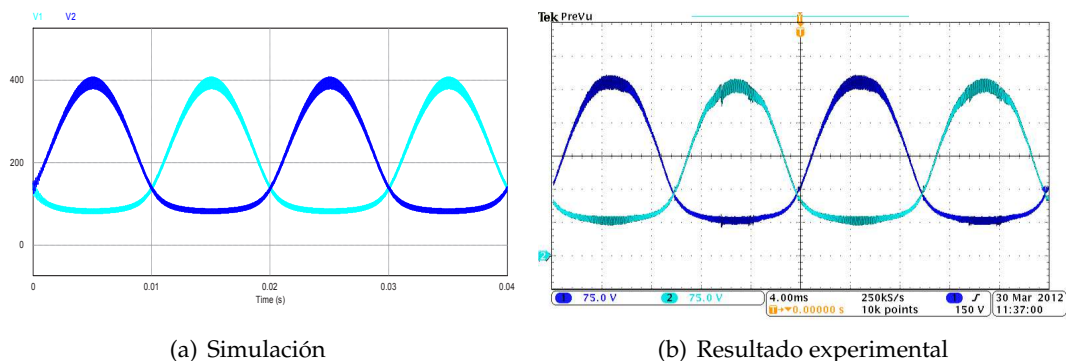 V1 V2
400
200
0
0 0.01 0.02 0.03 0.04
Time (s)
(a) Simulación
Tek PreVu
T
T
2
1 75.0 V 2 75.0 V
4.00ms 250kS/s 1 150 V
T→▼0.00000 s 10k points
30 Mar 2012
11:37:00
(b) Resultado experimental